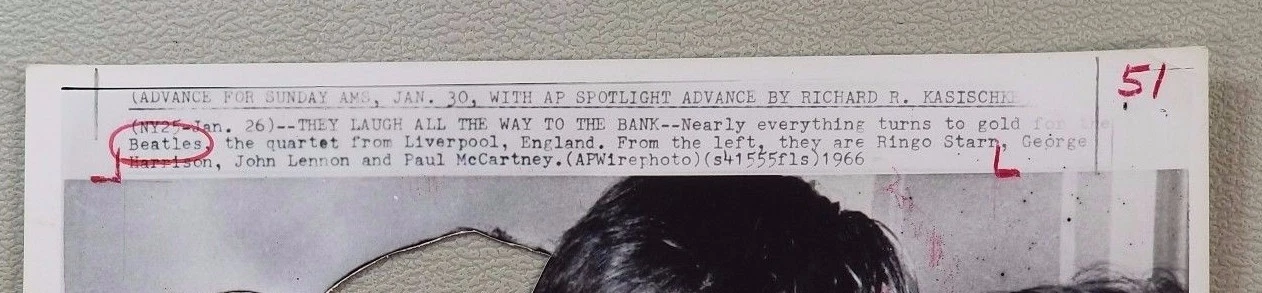 (ADVANCE FOR SUNDAY AMS, JAN. 30, WITH AP SPOTLIGHT ADVANCE BY RICHARD R. KASISCHKE
51
(NY25-Jan. 26)--THEY LAUGH ALL THE WAY TO THE BANK--Nearly everything turns to gold for the
Beatles, the quartet from Liverpool, England. From the left, they are Ringo Starr, George
Harrison, John Lennon and Paul McCartney.(APWirephoto)(s41555fls)1966